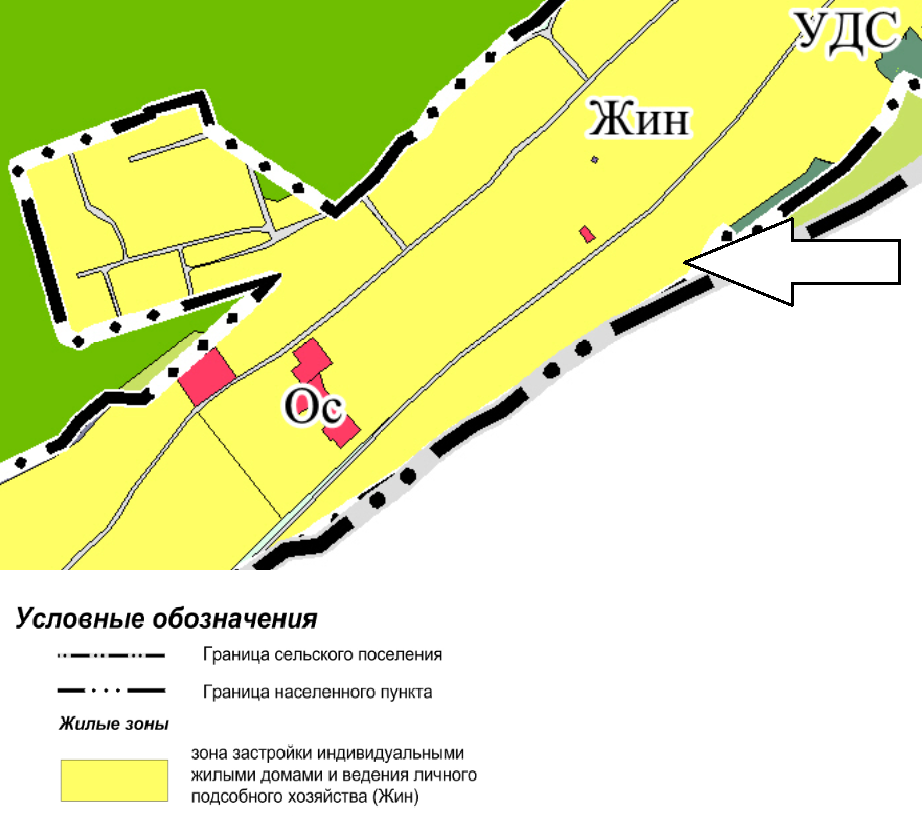 УДС
Жин
Ос
Условные обозначения
Граница сельского поселения
Граница населенного пункта
Жилые зоны
зона застройки индивидуальными
жилыми домами и ведения личного
подсобного хозяйства (Жин)